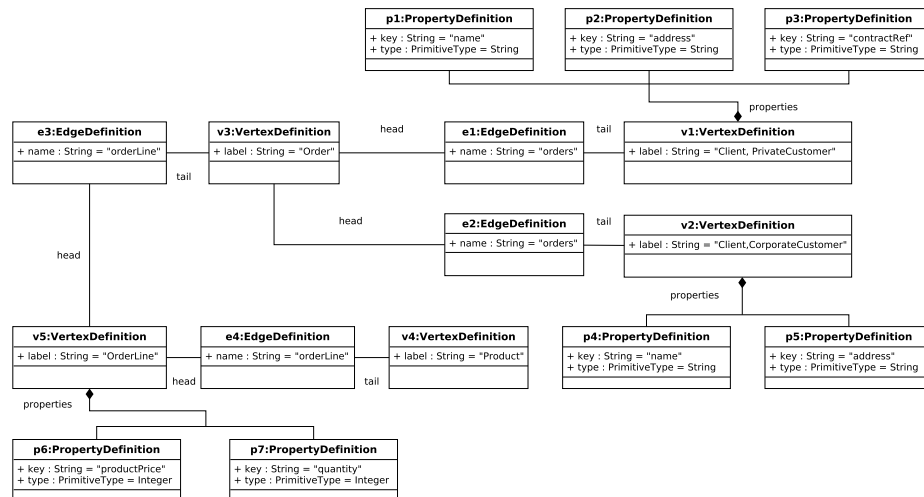 p1:PropertyDefinition
+ key : String = "name"
+ type : PrimitiveType = String
p2:PropertyDefinition
+ key : String = "address"
+ type : PrimitiveType = String
p3:PropertyDefinition
+ key : String = "contractRef"
+ type : PrimitiveType = String
properties
e3:EdgeDefinition
+ name : String = "orderLine"
tail
v3:VertexDefinition
+ label : String = "Order"
head
e1:EdgeDefinition
+ name : String = "orders"
tail
v1:VertexDefinition
+ label : String = "Client, PrivateCustomer"
head
e2:EdgeDefinition
+ name : String = "orders"
tail
v2:VertexDefinition
+ label : String = "Client,CorporateCustomer"
head
properties
v5:VertexDefinition
+ label : String = "OrderLine"
head
e4:EdgeDefinition
+ name : String = "orderLine"
tail
v4:VertexDefinition
+ label : String = "Product"
p4:PropertyDefinition
+ key : String = "name"
+ type : PrimitiveType = String
p5:PropertyDefinition
+ key : String = "address"
+ type : PrimitiveType = String
properties
p6:PropertyDefinition
+ key : String = "productPrice"
+ type : PrimitiveType = Integer
p7:PropertyDefinition
+ key : String = "quantity"
+ type : PrimitiveType = Integer